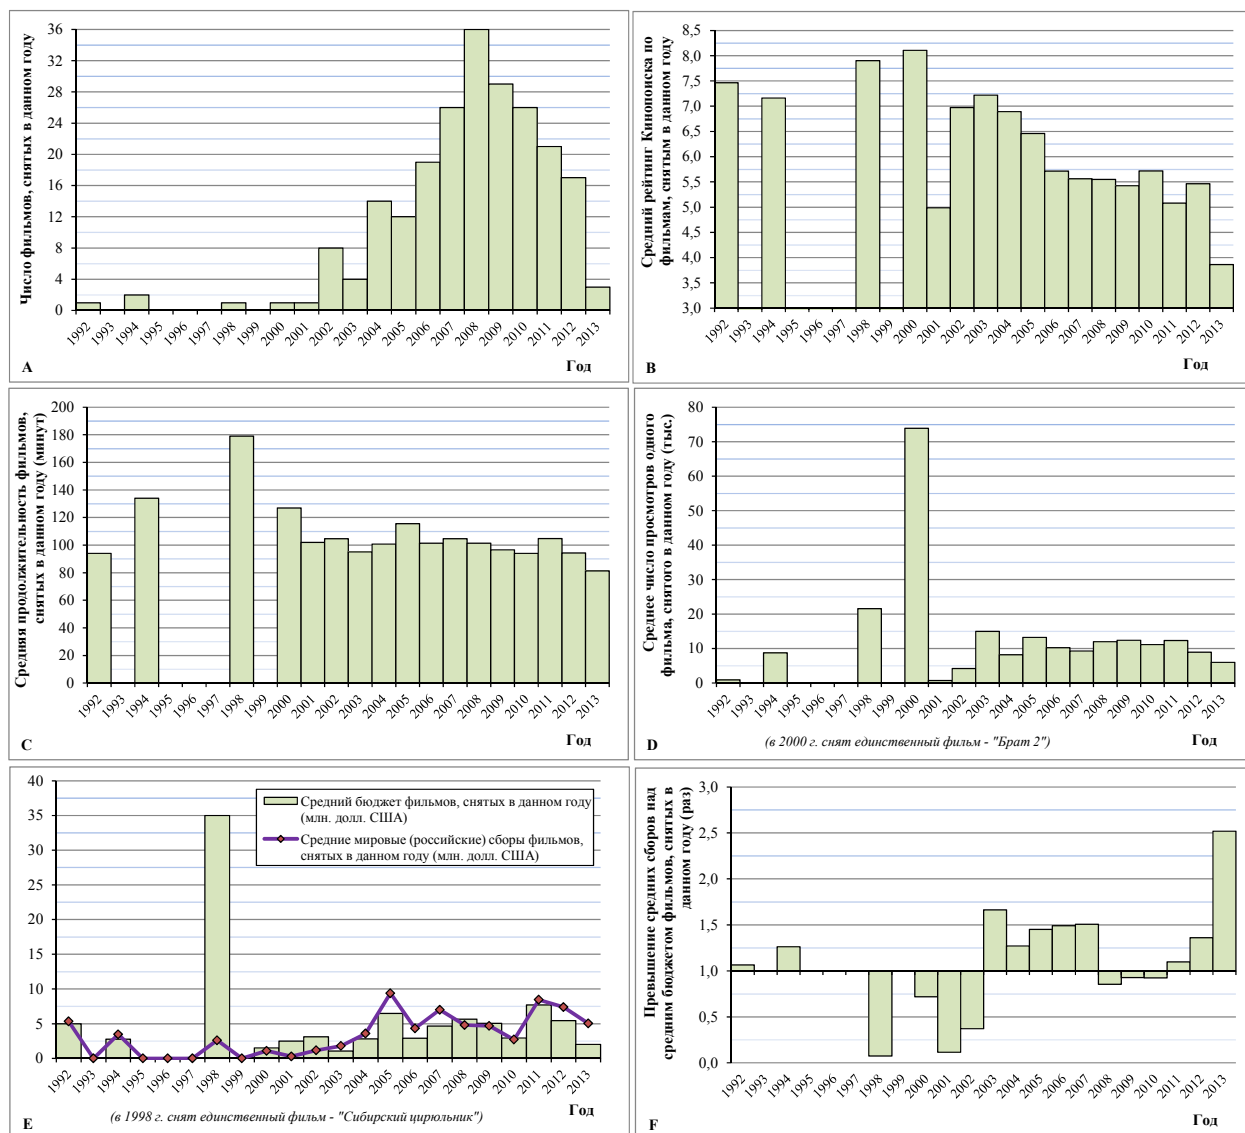 Число фильмов, снятых в данном году
36
32
28
24
20
16
12
8
4
0
1992 1993 1994 1995 1996 1997 1998 1999 2000 2001 2002 2003 2004 2005 2006 2007 2008 2009 2010 2011 2012 2013
A
Год
Средний рейтинг Кинопоиска по
фильмам, снятым в данном году
8,5
8,0
7,5
7,0
6,5
6,0
5,5
5,0
4,5
4,0
3,5
3,0
1992 1993 1994 1995 1996 1997 1998 1999 2000 2001 2002 2003 2004 2005 2006 2007 2008 2009 2010 2011 2012 2013
B
Год
Средняя продолжительность фильмов,
снятых в данном году (минут)
200
180
160
140
120
100
80
60
40
20
0
1992 1993 1994 1995 1996 1997 1998 1999 2000 2001 2002 2003 2004 2005 2006 2007 2008 2009 2010 2011 2012 2013
C
Год
Среднее число просмотров одного
фильма, снятого в данном году (тыс.)
80
70
60
50
40
30
20
10
0
1992 1993 1994 1995 1996 1997 1998 1999 2000 2001 2002 2003 2004 2005 2006 2007 2008 2009 2010 2011 2012 2013
D
(в 2000 г. снят единственный фильм - "Брат 2")
Год
40
35
30
25
20
15
10
5
0
Средний бюджет фильмов, снятых в данном году
(млн. долл. США)
Средние мировые (российские) сборы фильмов,
снятых в данном году (млн. долл. США)
1992 1993 1994 1995 1996 1997 1998 1999 2000 2001 2002 2003 2004 2005 2006 2007 2008 2009 2010 2011 2012 2013
E
(в 1998 г. снят единственный фильм - "Сибирский цирюльник")
Год
Превышение средних сборов над
средним бюджетом фильмов, снятых в
данном году (раз)
3,0
2,5
2,0
1,5
1,0
0,5
0,0
1992 1993 1994 1995 1996 1997 1998 1999 2000 2001 2002 2003 2004 2005 2006 2007 2008 2009 2010 2011 2012 2013
F
Год